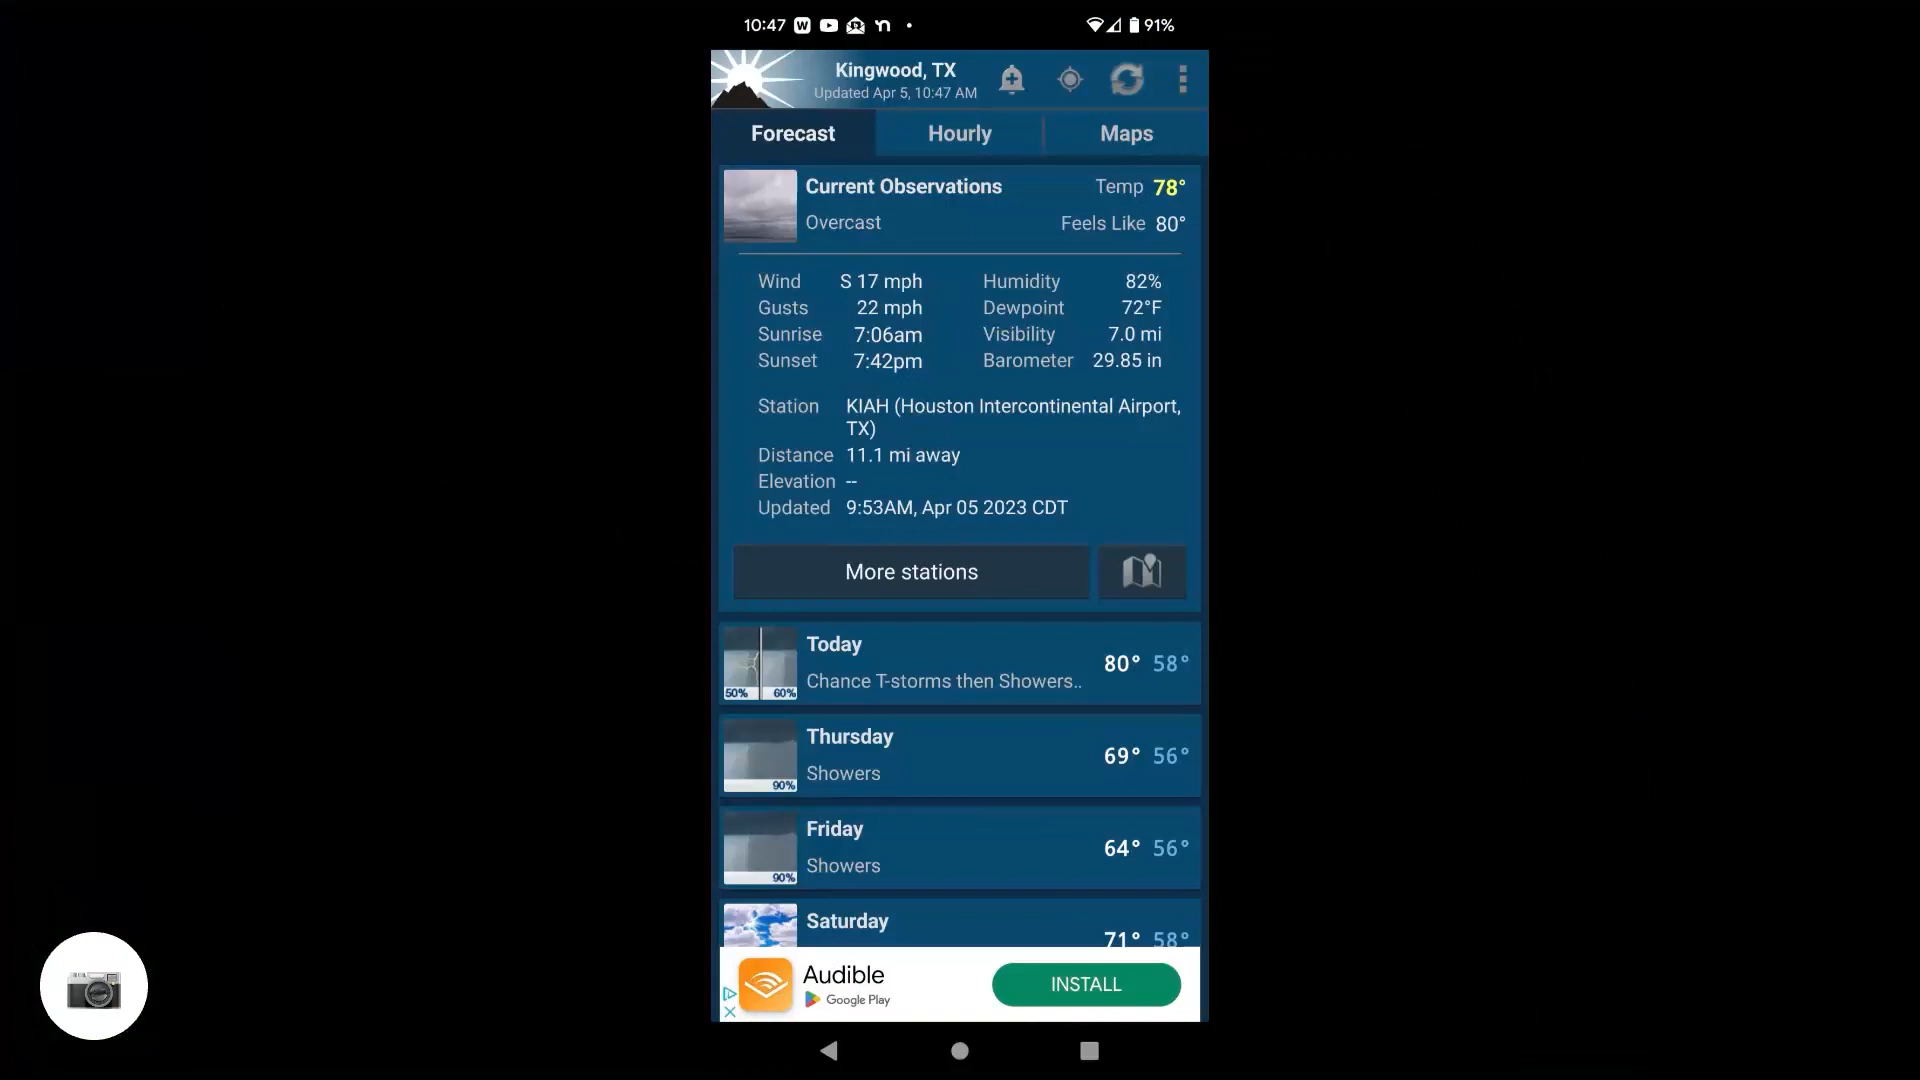 10:47 W 91%
Kingwood, TX
Updated Apr 5, 10:47 AM
Forecast Hourly Maps
Current Observations Temp 78°
Overcast Feels Like 80°
Wind S 17 mph Humidity 82%
Gusts 22 mph Dewpoint 72°F
Sunrise 7:06am Visibility 7.0 mi
Sunset 7:42pm Barometer 29.85 in
Station KIAH (Houston Intercontinental Airport,
TX)
Distance 11.1 mi away
Elevation --
Updated 9:53AM, Apr 05 2023 CDT
More stations
Today
50% 60% Chance T-storms then Showers.. 80° 58°
Thursday
90% Showers 69° 56°
Friday
90% Showers 64° 56°
Saturday
71° 58°
Audible
Google Play
INSTALL